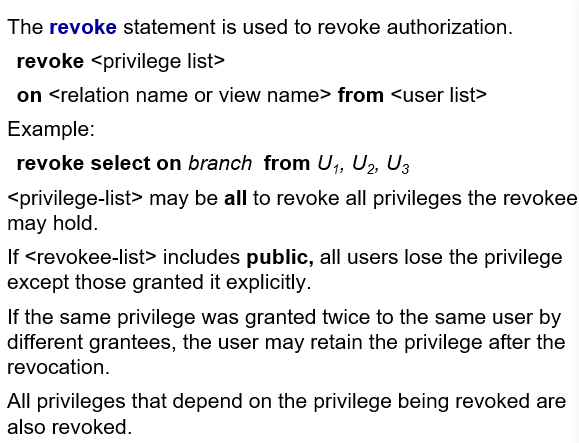 The revoke statement is used to revoke authorization.
revoke <privilege list>
on <relation name or view name> from <user list>
Example:
revoke select on branch from U1, U2, U3
<privilege-list> may be all to revoke all privileges the revokee
may hold.
If <revokee-list> includes public, all users lose the privilege
except those granted it explicitly.
If the same privilege was granted twice to the same user by
different grantees, the user may retain the privilege after the
revocation.
All privileges that depend on the privilege being revoked are
also revoked.